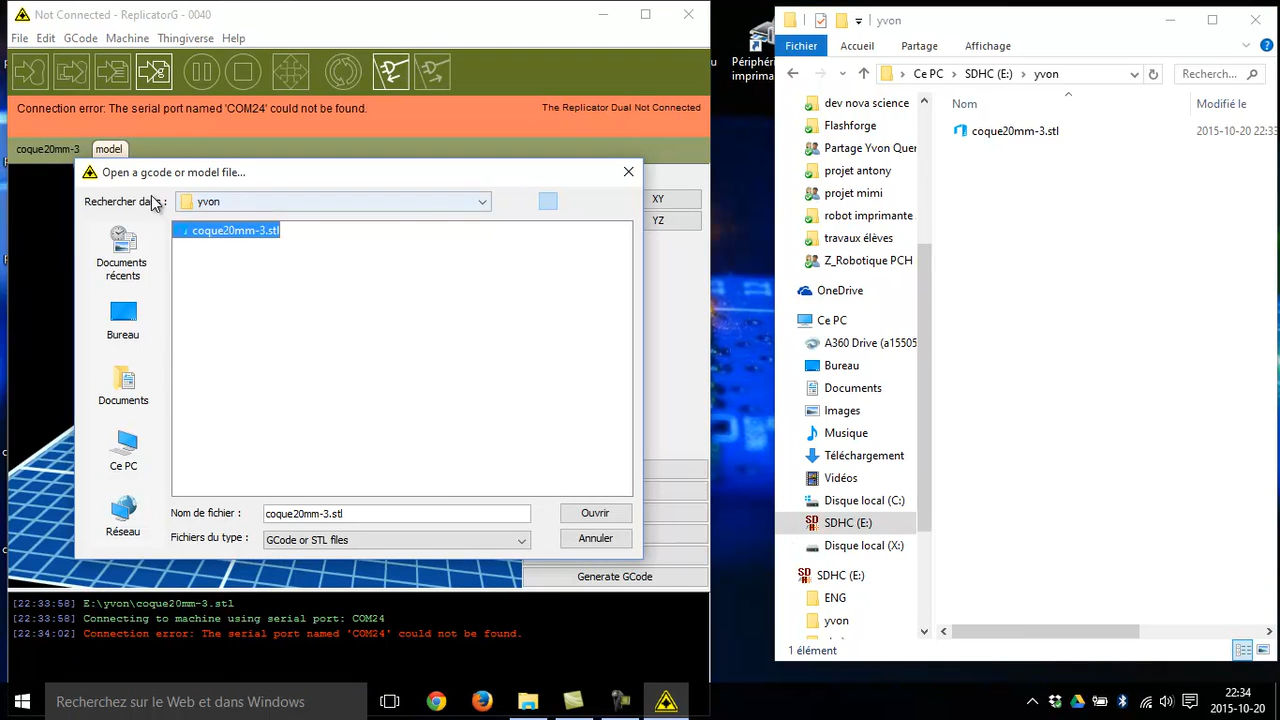 Not Connected - ReplicatorG - 0040
File Edit GCode Machine Thingiverse Help
Connection error: The serial port named 'COM24' could not be found.
The Replicator Dual Not Connected
coque20mm-3 model
Open a gcode or model file...
Rechercher dans :
yvon
coque20mm-3.stl
Documents
récents
Bureau
Documents
Ce PC
Réseau
Nom de fichier :
coque20mm-3.stl
Ouvrir
Fichiers du type :
GCode or STL files
Annuler
XY
YZ
Generate GCode
[22:33:58] E:\yvon\coque20mm-3.stl
[22:33:58] Connecting to machine using serial port: COM24
[22:34:02] Connection error: The serial port named 'COM24' could not be found.
Périphér
imprima
yvon
Fichier Accueil Partage Affichage
Ce PC SDHC (E:) yvon
Recherch...
Nom Modifié le
coque20mm-3.stl 2015-10-20 22:33
dev nova science
Flashforge
Partage Yvon Quer
projet antony
projet mimi
robot imprimante
travaux élèves
Z_Robotique PCH
OneDrive
Ce PC
A360 Drive (a15505
Bureau
Documents
Images
Musique
Téléchargement
Vidéos
Disque local (C:)
SDHC (E:)
Disque local (X:)
SDHC (E:)
ENG
yvon
1 élément
Recherchez sur le Web et dans Windows
22:34
2015-10-20